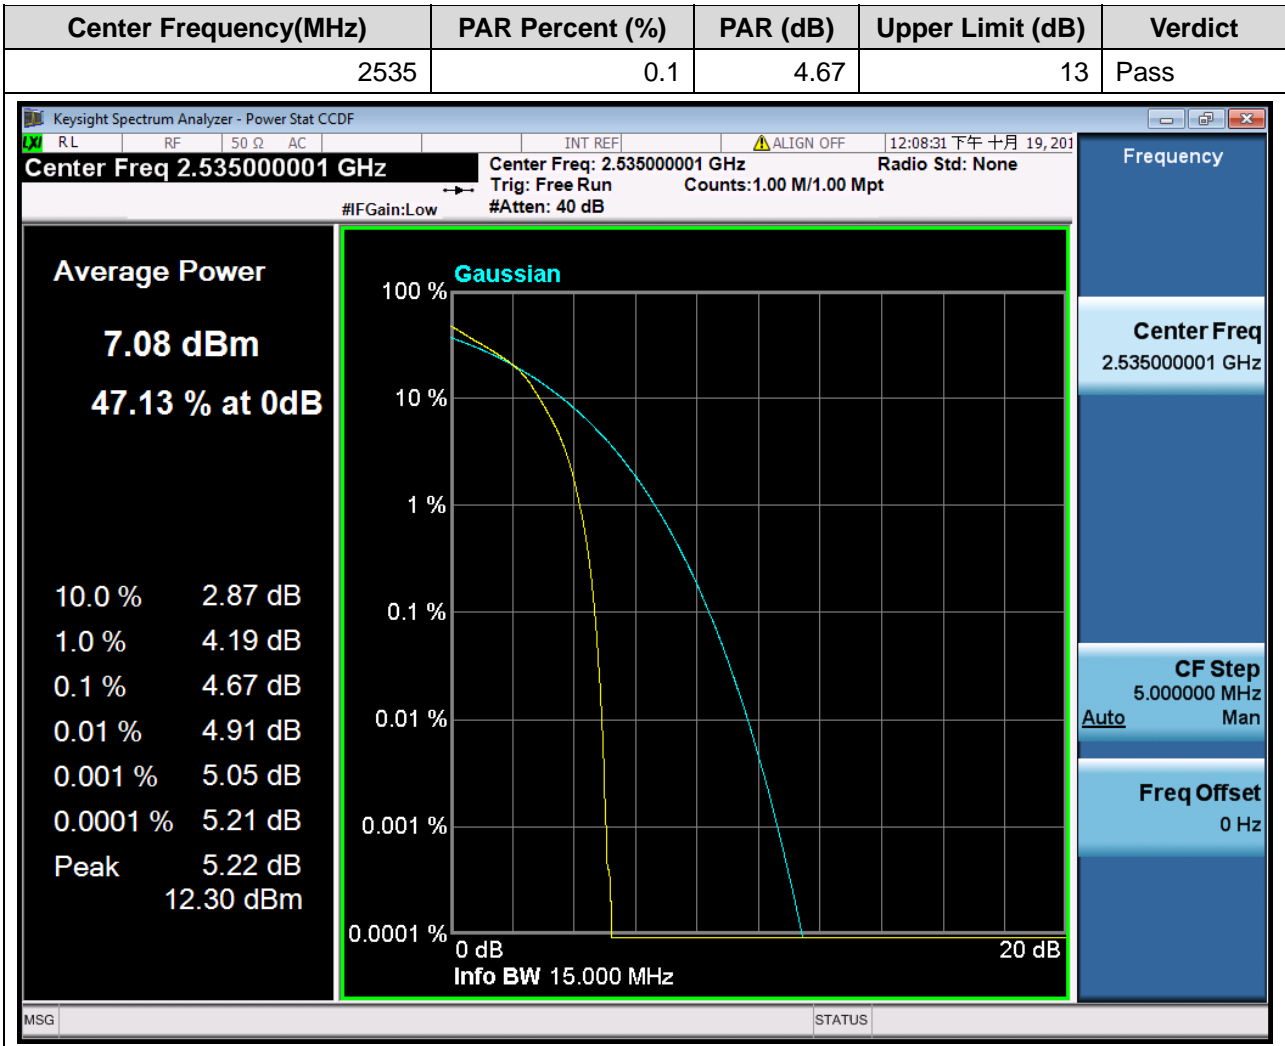 Center Frequency(MHz) PAR Percent (%) PAR (dB) Upper Limit (dB) Verdict
2535 0.1 4.67 13 Pass
Keysight Spectrum Analyzer - Power Stat CCDF
LXI RL RF 50 Ω AC INT REF ALIGN OFF 12:08:31 下午 十月 19, 201
Center Freq 2.535000001 GHz
#IFGain:Low
Center Freq: 2.535000001 GHz Radio Std: None
Trig: Free Run Counts:1.00 M/1.00 Mpt
#Atten: 40 dB
Average Power
7.08 dBm
47.13 % at 0dB
10.0 % 2.87 dB
1.0 % 4.19 dB
0.1 % 4.67 dB
0.01 % 4.91 dB
0.001 % 5.05 dB
0.0001 % 5.21 dB
Peak 5.22 dB
12.30 dBm
Gaussian
100 %
10 %
1 %
0.1 %
0.01 %
0.001 %
0.0001 %
0 dB 20 dB
Info BW 15.000 MHz
Frequency
Center Freq
2.535000001 GHz
CF Step
5.000000 MHz
Auto Man
Freq Offset
0 Hz
MSG STATUS